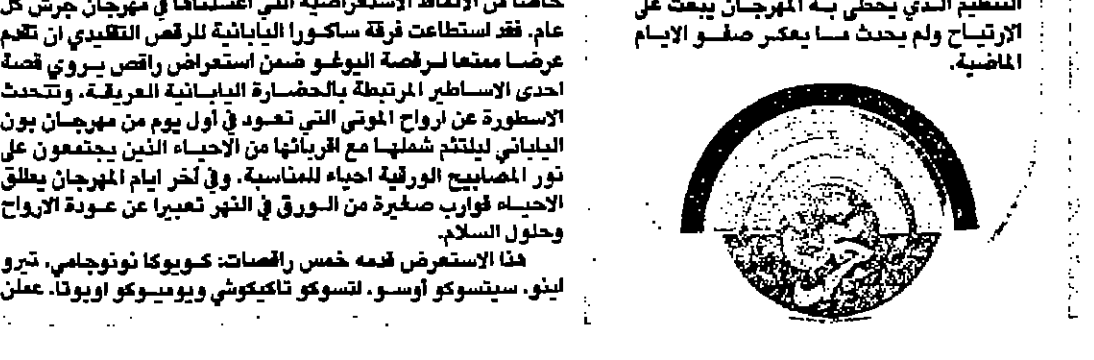 التنظيم الذي يحظى به المهرجان يبعث على
الارتياح ولم يحدث ما يعكر صفو الايام
الماضية.
خاصا من الالعاب الاستعراضية التي اعتدناها في مهرجان جرش كل
عام. فقد استطاعت فرقة ساكورا اليابانية للرقص التقليدي ان تقدم
عرضا ممتعا لرقصة اليوغو ضمن استعراض راقص يروي قصة
احدى الاساطير المرتبطة بالحضارة اليابانية العريقة. وتتحدث
الاسطورة عن ارواح الموتى التي تعود في أول يوم من مهرجان بون
الياباني ليلتئم شملها مع اقربائها من الاحياء الذين يجتمعون على
نور المصابيح الورقية احياء للمناسبة. وفي آخر ايام المهرجان يطلق
الاحياء قوارب صغيرة من الورق في النهر تعبيرا عن عودة الارواح
وحلول السلام.
هذا الاستعرض قدمه خمس راقصات: كويوكا نونوجامي. تيرو
لينو. سيتسوكو أوسو. لتسوكو تاكيكوشي ويوميوكو اويوتا. عملن